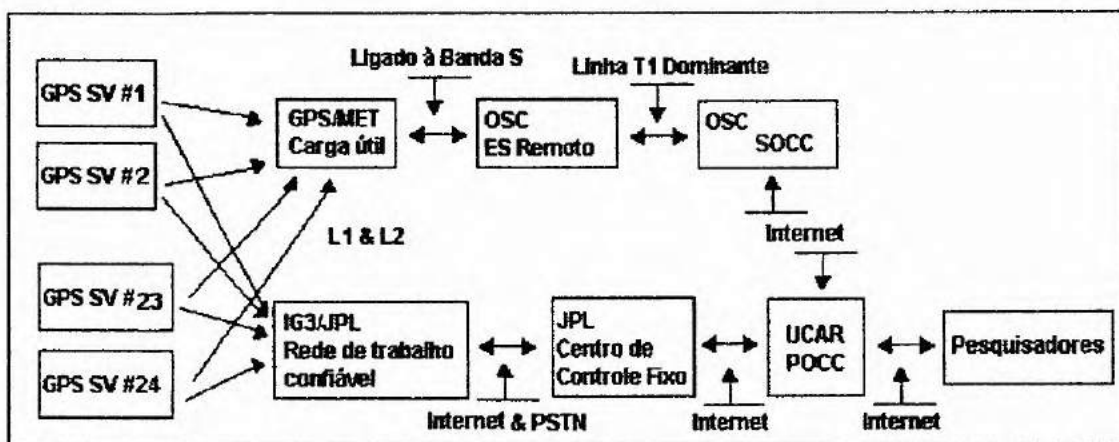 Ligado à Banda S
Linha T1 Dominante
GPS SV #1
GPS/MET
Carga útil
OSC
ES Remoto
OSC
SOCC
GPS SV #2
L1 & L2
Internet
GPS SV #23
IG3/JPL
Rede de trabalho
confiável
JPL
Centro de
Controle Fixo
UCAR
POCC
Pesquisadores
GPS SV #24
Internet & PSTN
Internet
Internet